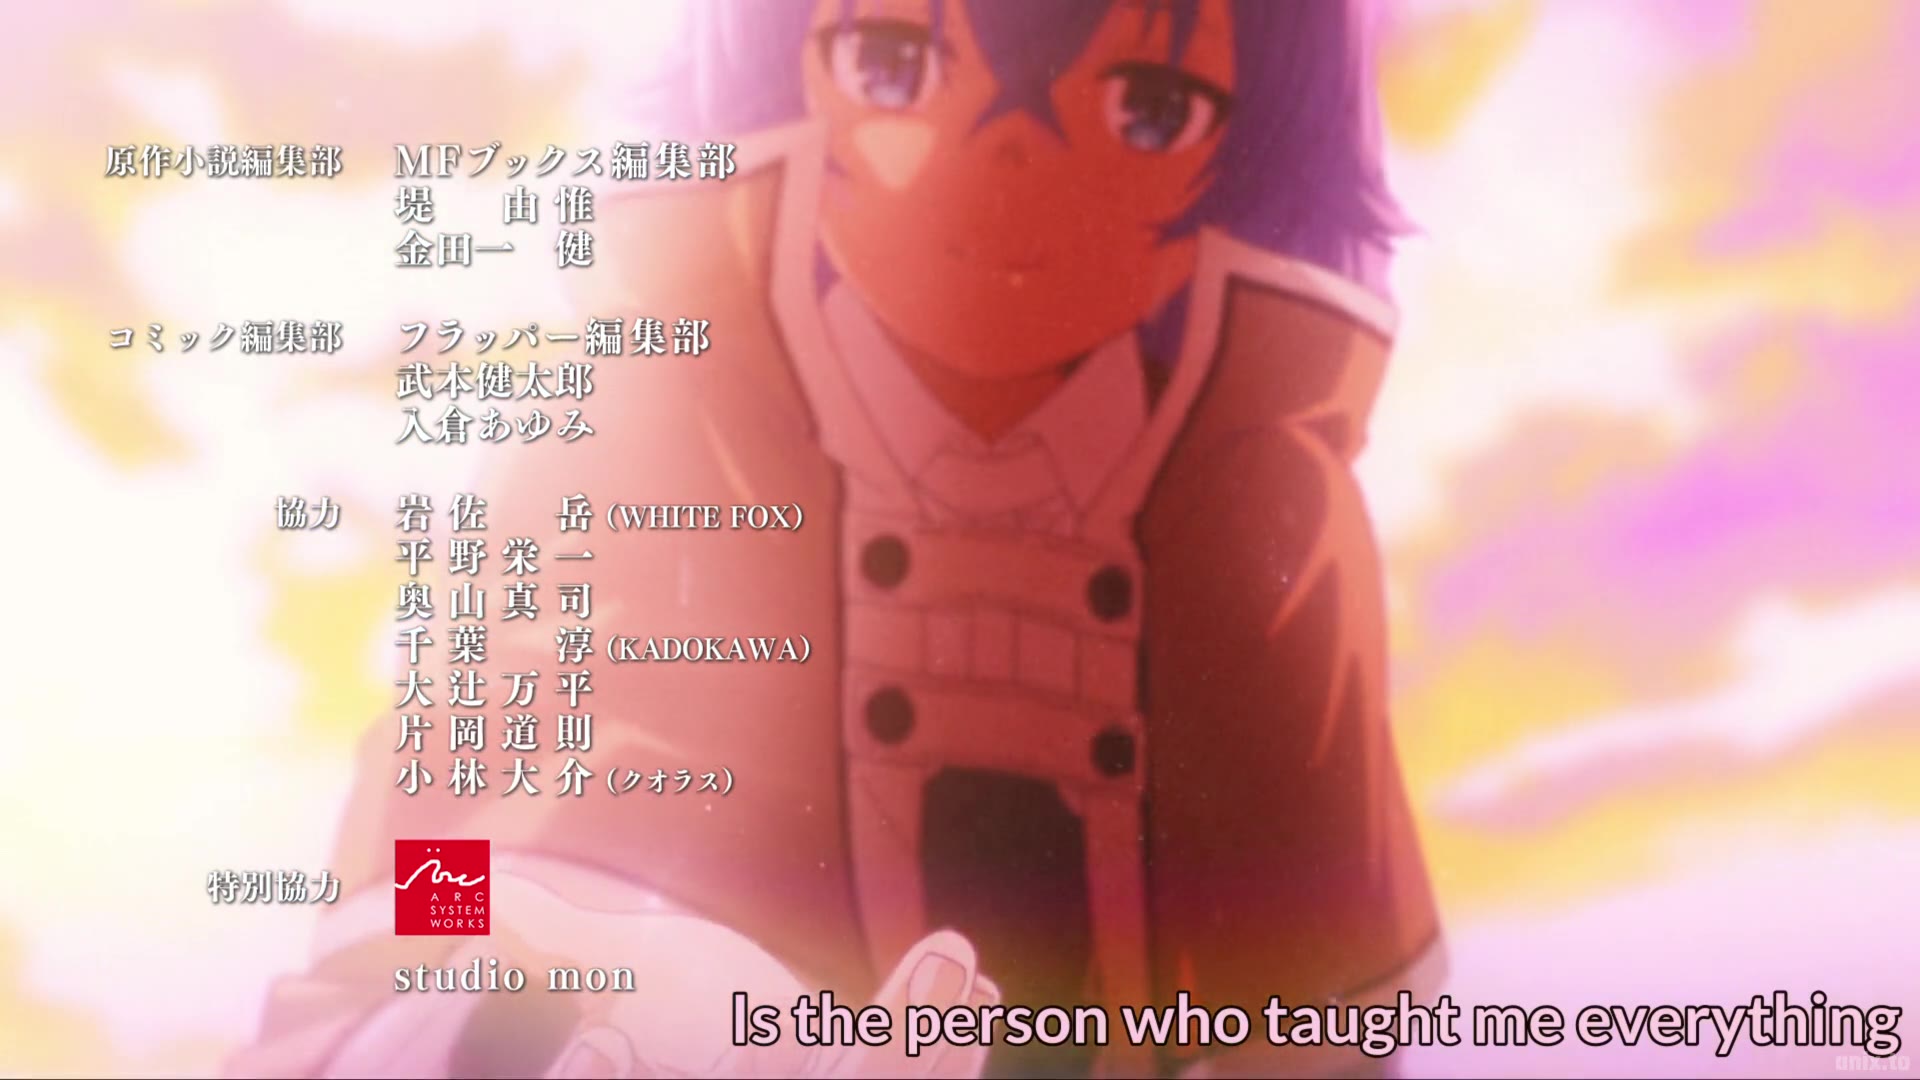 原作小説編集部 MFブックス編集部
堤 由惟
金田一 健
コミック編集部 フラッパー編集部
武本健太郎
入倉あゆみ
協力 岩佐 岳(WHITE FOX)
平野栄一
奥山真司
千葉 淳(KADOKAWA)
大辻万平
片岡道則
小林大介(クオラス)
特別協力 ARC
SYSTEM
WORKS
studio mon
Is the person who taught me everything
unix.to